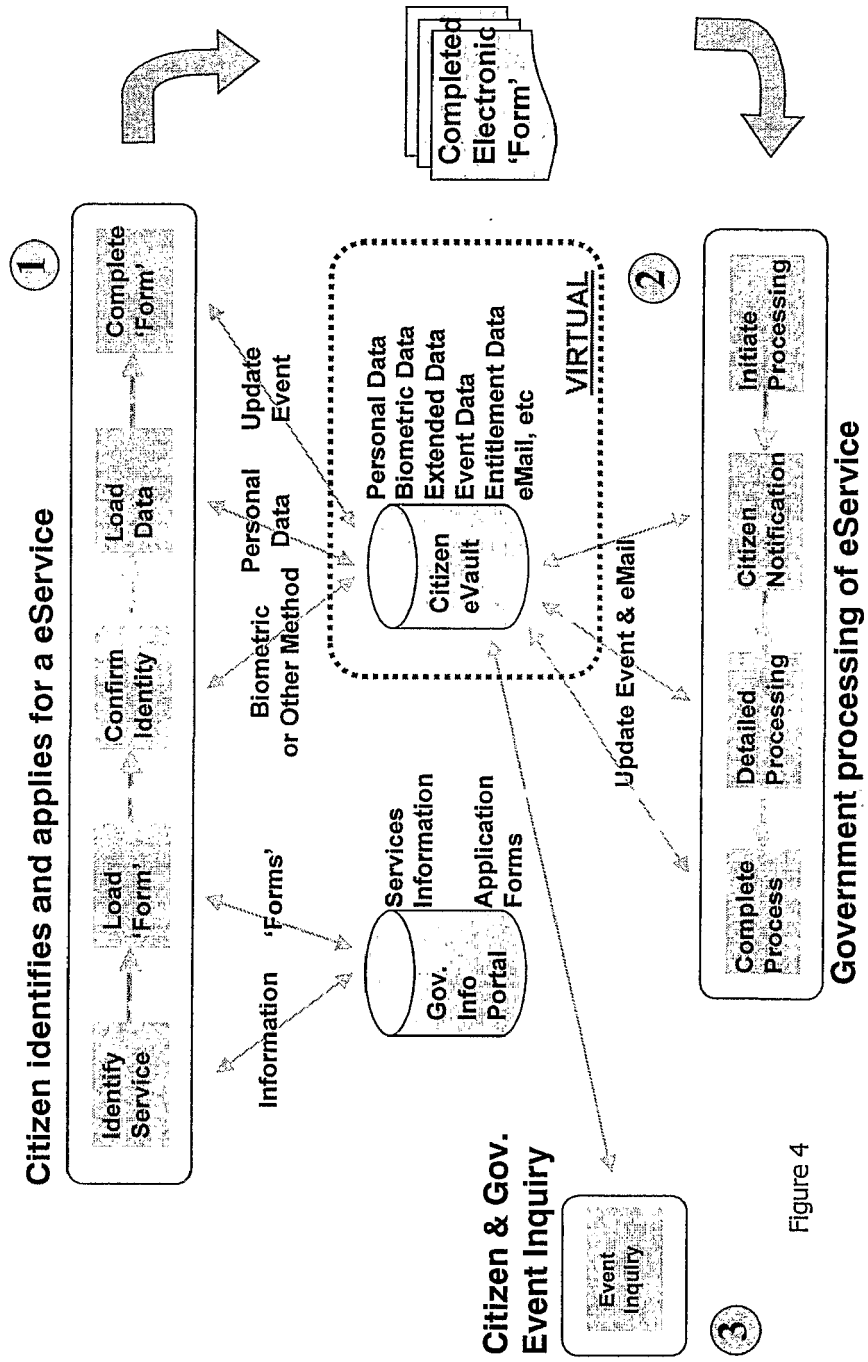 Citizen identifies and applies for a eService
1
Identify
Service
Load
'Form'
Confirm
Identity
Load
Data
Complete
'Form'
Information
'Forms'
Biometric
or Other Method
Personal
Data
Update
Event
Gov.
Info
Portal
Services
Information
Application
Forms
Citizen
eVault
Personal Data
Biometric Data
Extended Data
Event Data
Entitlement Data
eMail, etc
VIRTUAL
Completed
Electronic
'Form'
Citizen & Gov.
Event Inquiry
Event
Inquiry
3
Update Event & eMail
2
Complete
Process
Detailed
Processing
Citizen
Notification
Initiate
Processing
Government processing of eService
Figure 4